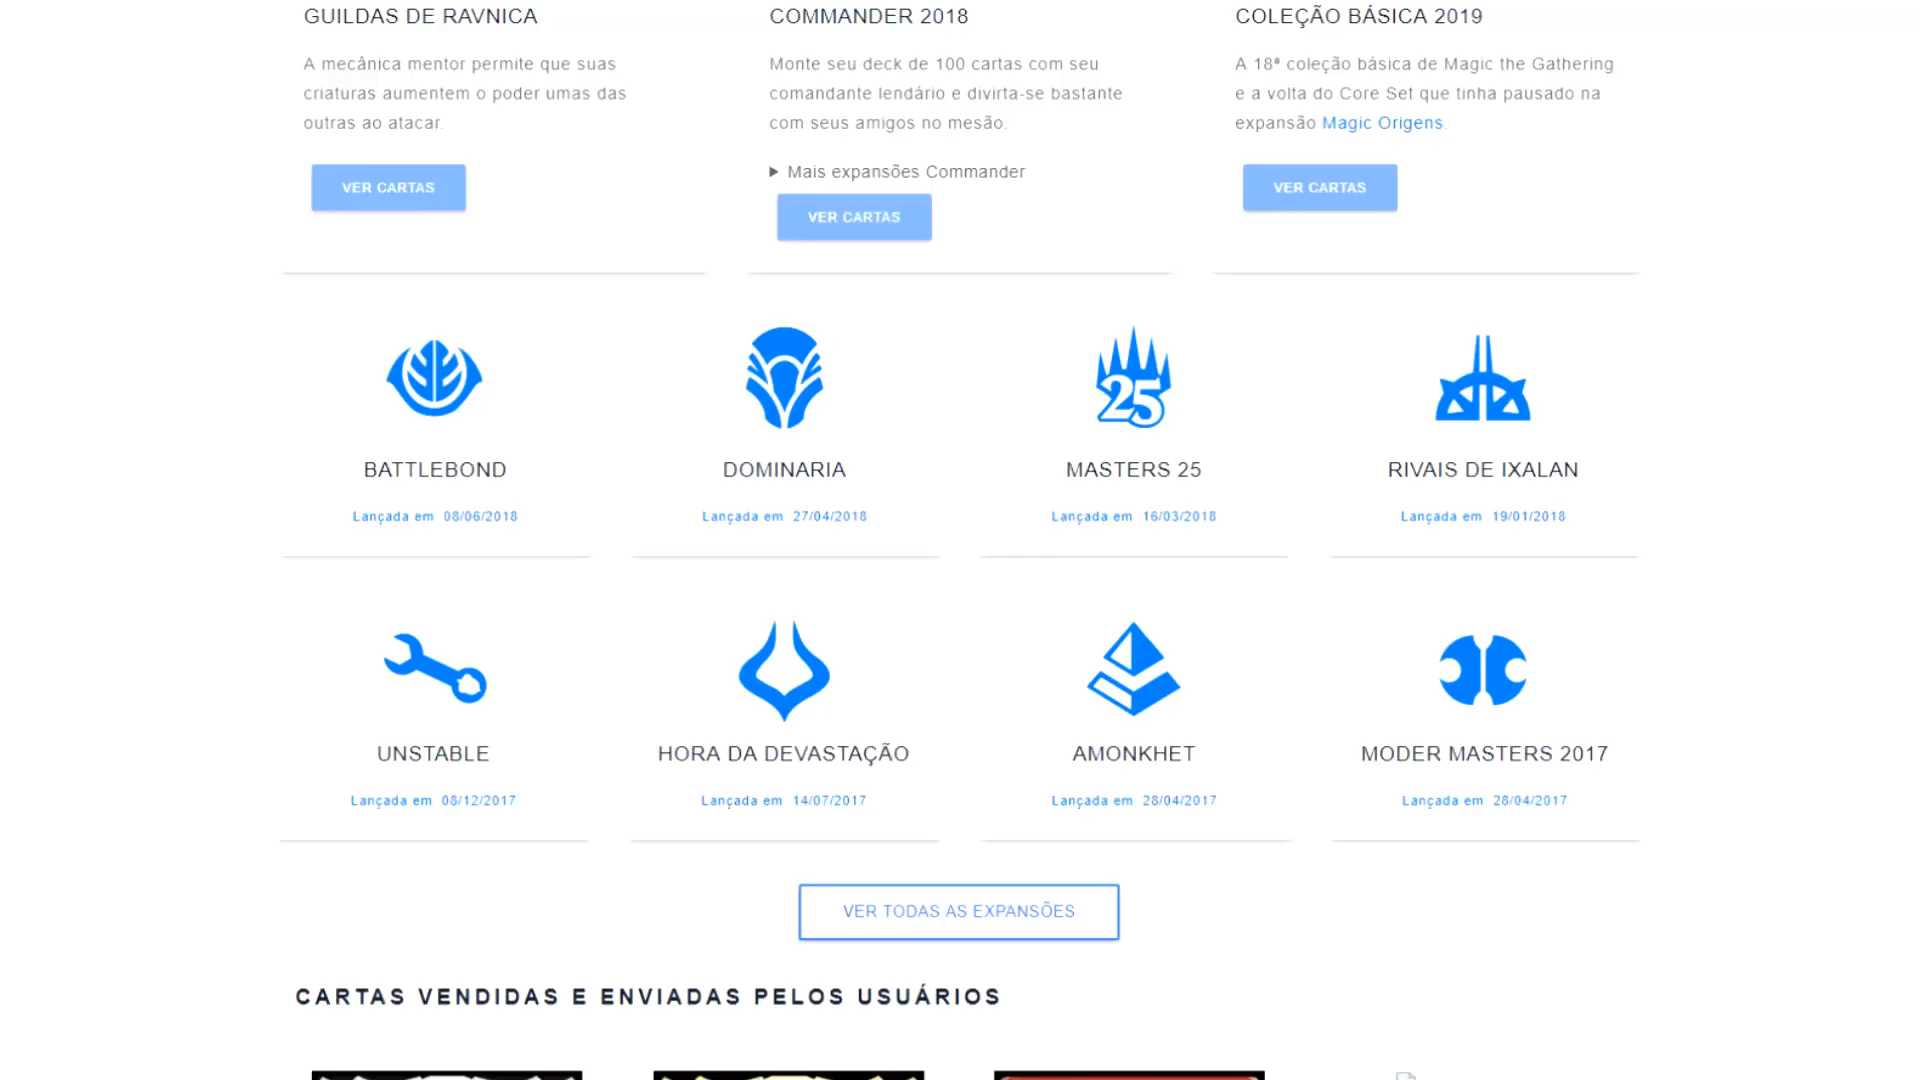 GUILDAS DE RAVNICA
A mecânica mentor permite que suas
criaturas aumentem o poder umas das
outras ao atacar.
VER CARTAS
COMMANDER 2018
Monte seu deck de 100 cartas com seu
comandante lendário e divirta-se bastante
com seus amigos no mesão.
Mais expansões Commander
VER CARTAS
COLEÇÃO BÁSICA 2019
A 18ª coleção básica de Magic the Gathering
e a volta do Core Set que tinha pausado na
expansão Magic Origens.
VER CARTAS
BATTLEBOND
Lançada em 08/06/2018
DOMINARIA
Lançada em 27/04/2018
25
MASTERS 25
Lançada em 16/03/2018
RIVAIS DE IXALAN
Lançada em 19/01/2018
UNSTABLE
Lançada em 08/12/2017
HORA DA DEVASTAÇÃO
Lançada em 14/07/2017
AMONKHET
Lançada em 28/04/2017
MODER MASTERS 2017
Lançada em 28/04/2017
VER TODAS AS EXPANSÕES
CARTAS VENDIDAS E ENVIADAS PELOS USUÁRIOS